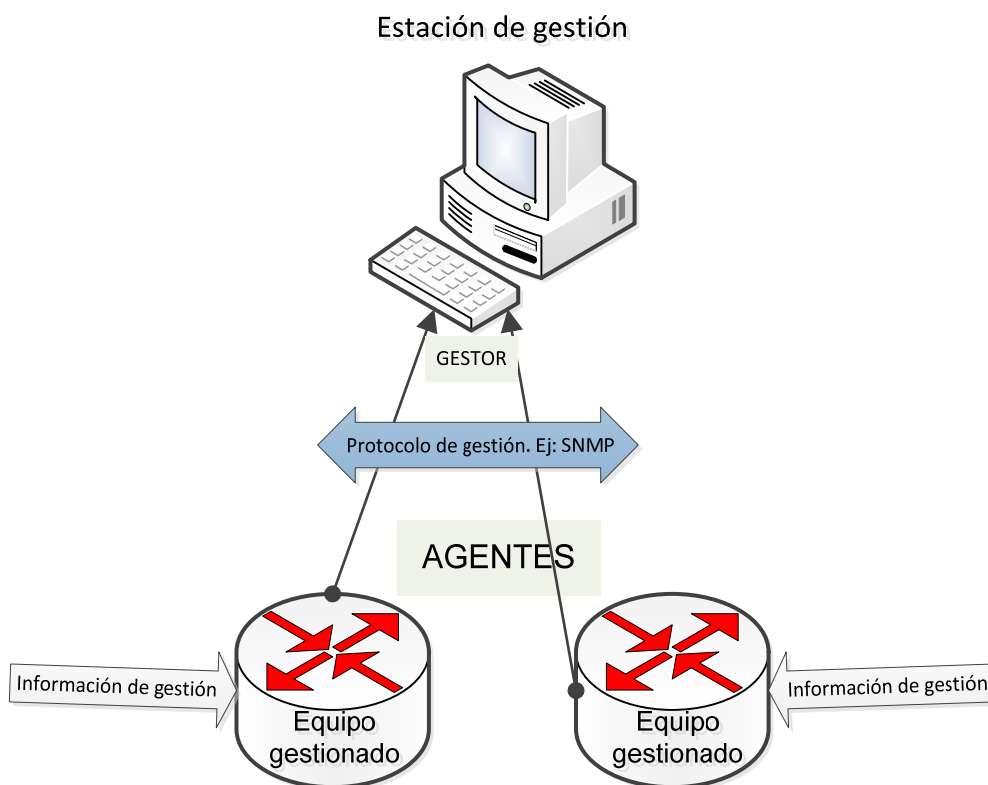 Estación de gestión
GESTOR
Protocolo de gestión. Ej: SNMP
AGENTES
Información de gestión
Equipo
gestionado
Equipo
gestionado
Información de gestión